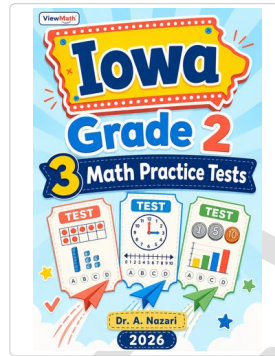 ViewMath
Iowa
Grade 2
3 Math Practice Tests
TEST
TEST
TEST
A B C D
A B C D
A B C D
Dr. A. Nazari
2026